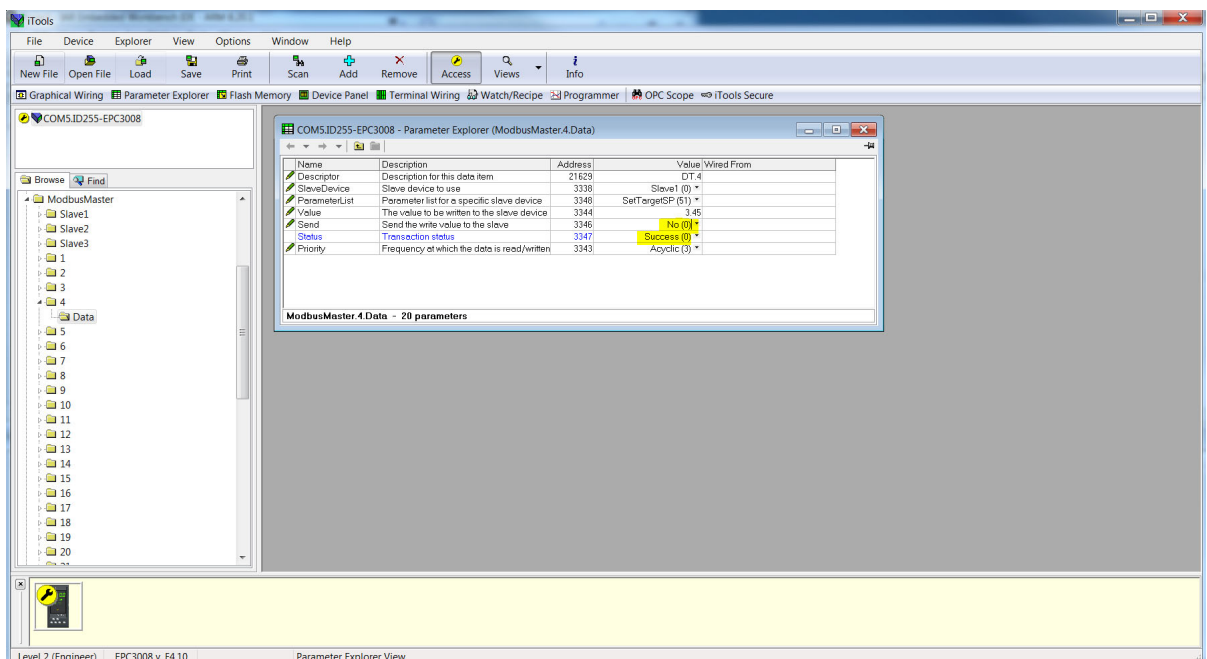 iTools
File Device Explorer View Options Window Help
New File Open File Load Save Print Scan Add Remove Access Views Info
Graphical Wiring Parameter Explorer Flash Memory Device Panel Terminal Wiring Watch/Recipe Programmer OPC Scope iTools Secure
COM5.ID255-EPC3008
Browse Find
ModbusMaster
Slave1
Slave2
Slave3
1
2
3
4
Data
5
6
7
8
9
10
11
12
13
14
15
16
17
18
19
20
COM5.ID255-EPC3008 - Parameter Explorer (ModbusMaster.4.Data)
Name Description Address Value Wired From
Descriptor Description for this data item 21629 DT.4
SlaveDevice Slave device to use 3338 Slave1 (0)
ParameterList Parameter list for a specific slave device 3348 SetTargetSP (51)
Value The value to be written to the slave device 3344 3.45
Send Send the write value to the slave 3346 No (0)
Status Transaction status 3347 Success (0)
Priority Frequency at which the data is read/written 3343 Acyclic (3)
ModbusMaster.4.Data - 20 parameters
Level 2 (Engineer) EPC3008 v. E4.10 Parameter Explorer View